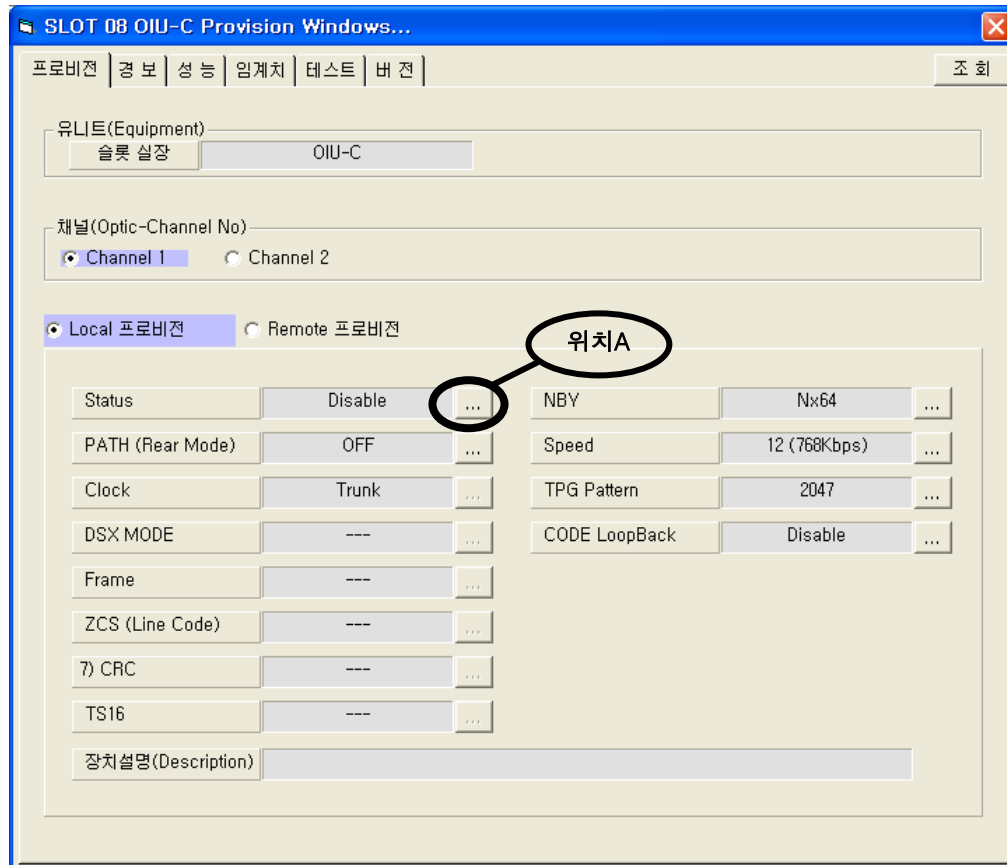 SLOT 08 OIU-C Provision Windows...
프로비전 경 보 성 능 임계치 테스트 버 전 조 회
유니트(Equipment)
슬롯 실장 OIU-C
채널(Optic-Channel No)
Channel 1 Channel 2
Local 프로비전 Remote 프로비전
위치A
Status Disable ... NBY Nx64 ...
PATH (Rear Mode) OFF ... Speed 12 (768Kbps) ...
Clock Trunk ... TPG Pattern 2047 ...
DSX MODE --- ... CODE LoopBack Disable ...
Frame --- ...
ZCS (Line Code) --- ...
7) CRC --- ...
TS16 --- ...
장치설명(Description)